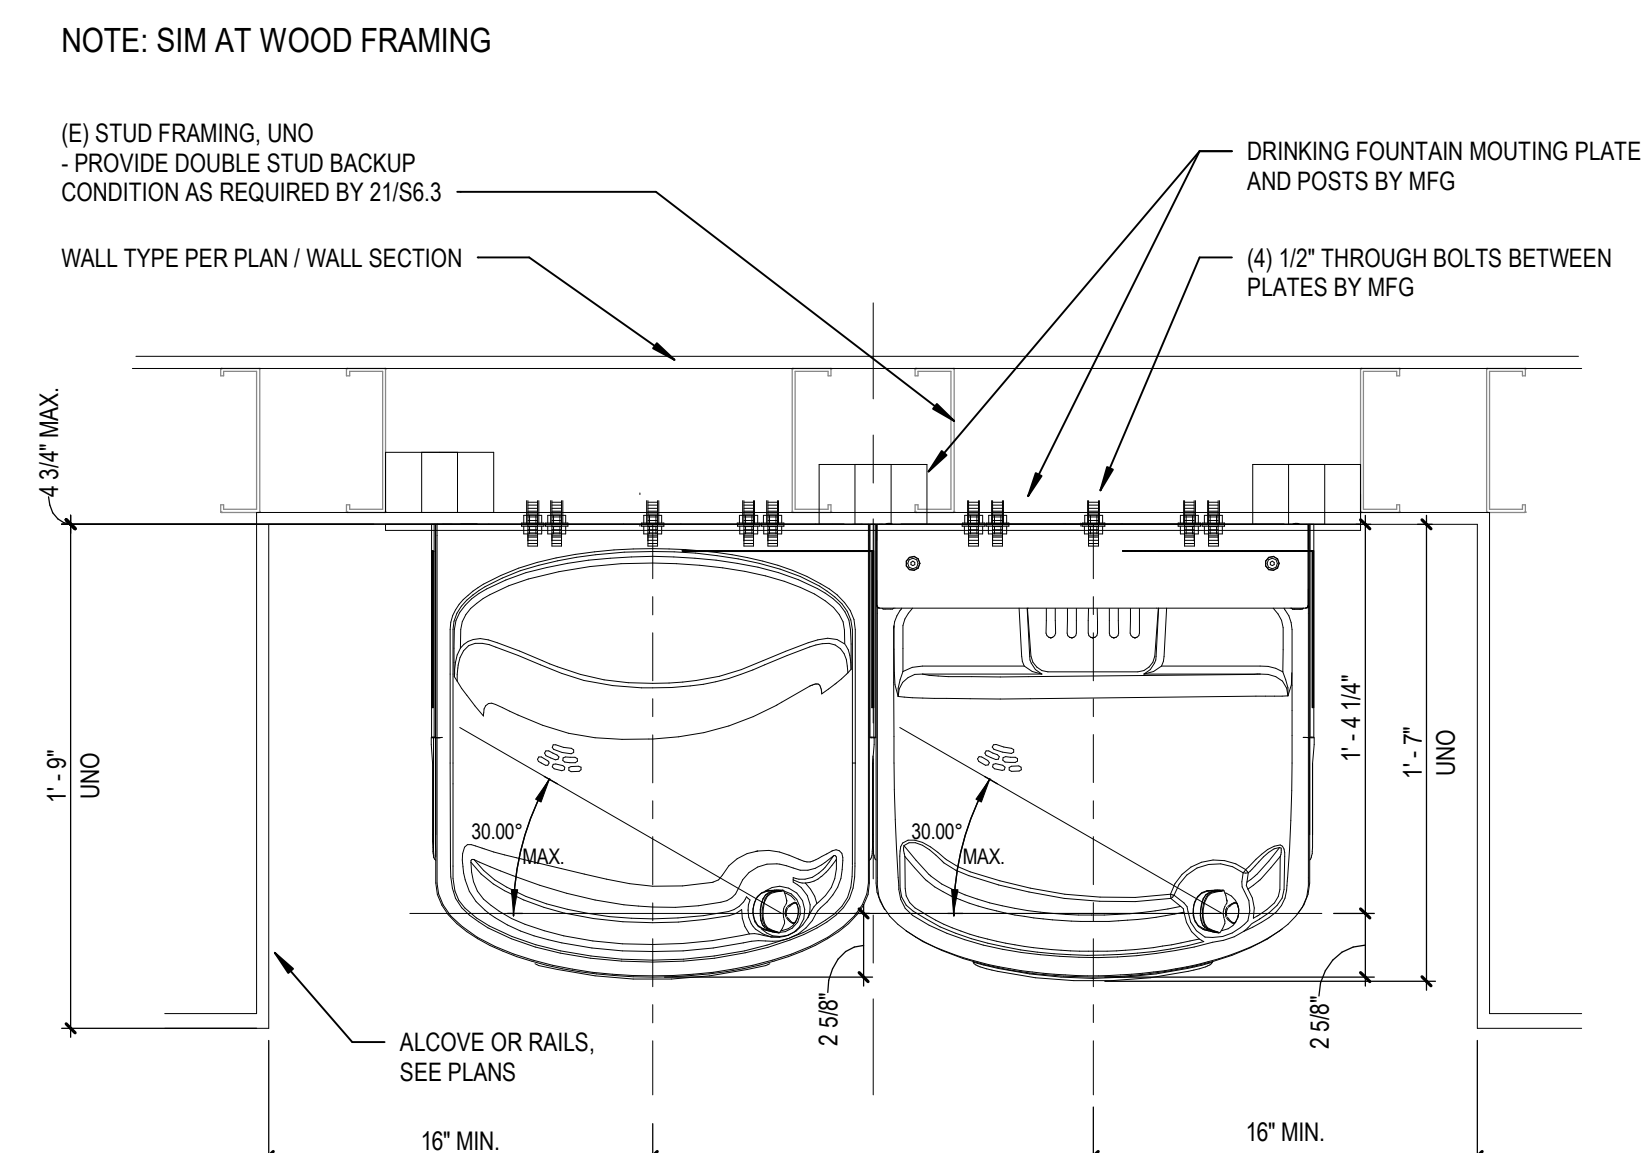 NOTE: SIM AT WOOD FRAMING
(E) STUD FRAMING, UNO
- PROVIDE DOUBLE STUD BACKUP
CONDITION AS REQUIRED BY 21/S6.3
WALL TYPE PER PLAN / WALL SECTION
DRINKING FOUNTAIN MOUTING PLATE
AND POSTS BY MFG
(4) 1/2" THROUGH BOLTS BETWEEN
PLATES BY MFG
4 3/4" MAX.
1' - 9"
UNO
30.00°
MAX.
30.00°
MAX.
1' - 4 1/4"
1' - 7"
UNO
2 5/8"
2 5/8"
ALCOVE OR RAILS,
SEE PLANS
16" MIN.
16" MIN.